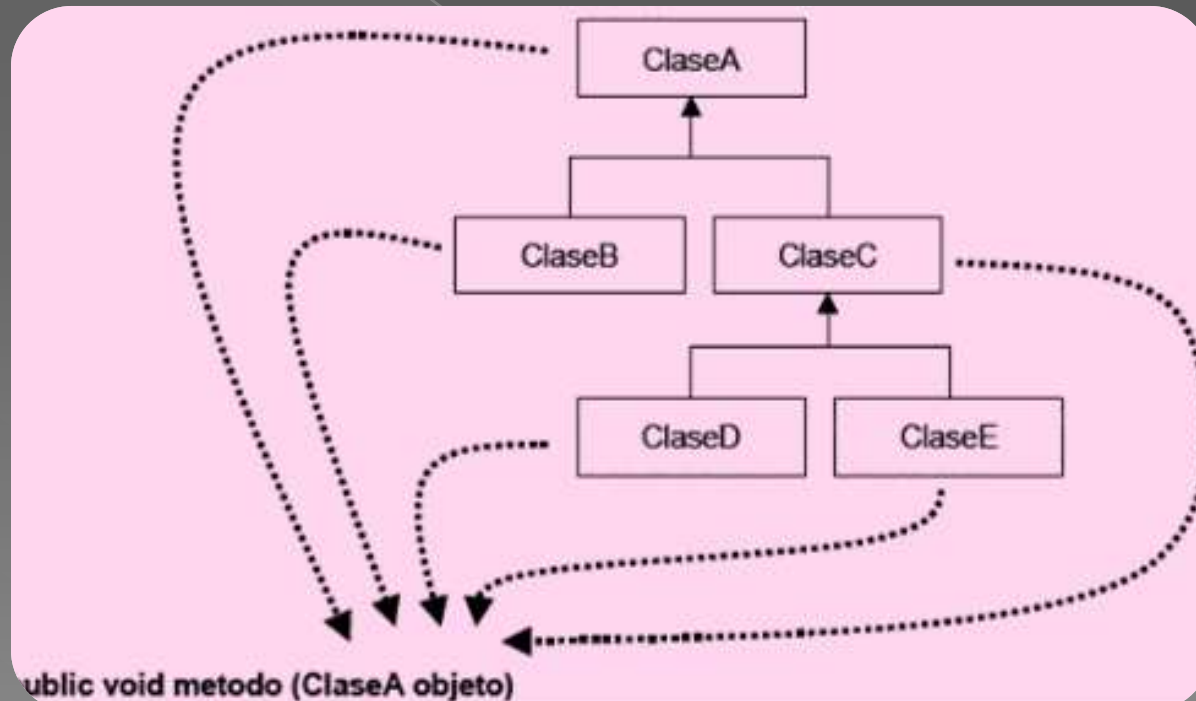 ClaseA
ClaseB
ClaseC
ClaseD
ClaseE
ublic void metodo (ClaseA objeto)